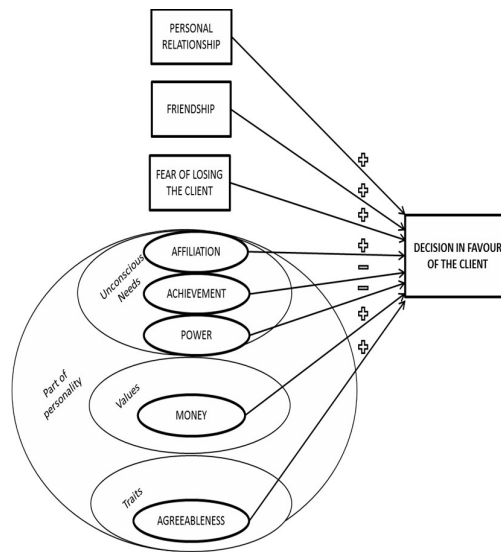 PERSONAL
RELATIONSHIP
FRIENDSHIP
FEAR OF LOSING
THE CLIENT
AFFILIATION
Unconscious
Needs
ACHIEVEMENT
POWER
DECISION IN FAVOUR
OF THE CLIENT
Part of
personality
Values
MONEY
Traits
AGREEABLENESS